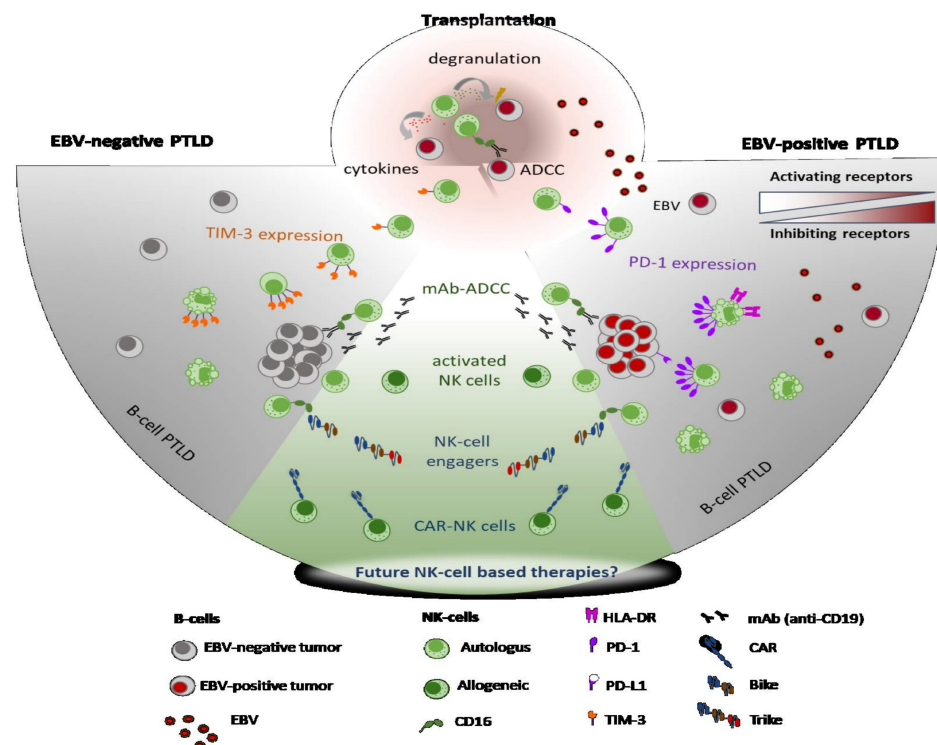 Transplantation
degranulation
EBV-negative PTLD
EBV-positive PTLD
cytokines
ADCC
Activating receptors
EBV
Inhibiting receptors
TIM-3 expression
PD-1 expression
mAb-ADCC
activated
NK cells
B-cell PTLD
NK-cell
engagers
B-cell PTLD
CAR-NK cells
Future NK-cell based therapies?
B-cells
EBV-negative tumor
EBV-positive tumor
EBV
NK-cells
Autologus
Allogeneic
CD16
HLA-DR
PD-1
PD-L1
TIM-3
mAb (anti-CD19)
CAR
Bike
Trike